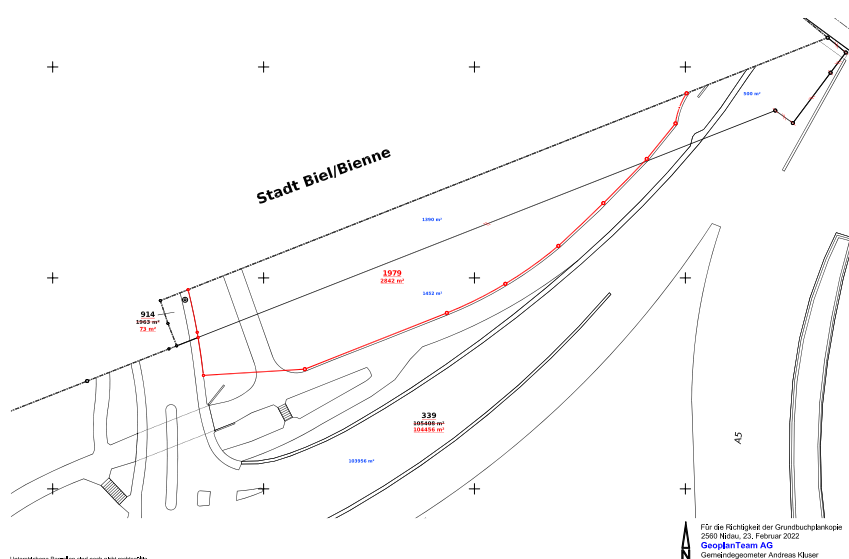 500 m²
Stadt Biel/Bienne
1390 m²
1979
2842 m²
1452 m²
914
1963 m²
73 m²
339
105408 m²
104456 m²
103956 m²
A5
Für die Richtigkeit der Grundbuchplankopie
2560 Nidau, 23. Februar 2022
GeoplanTeam AG
Gemeindegeometer Andreas Kluser
N